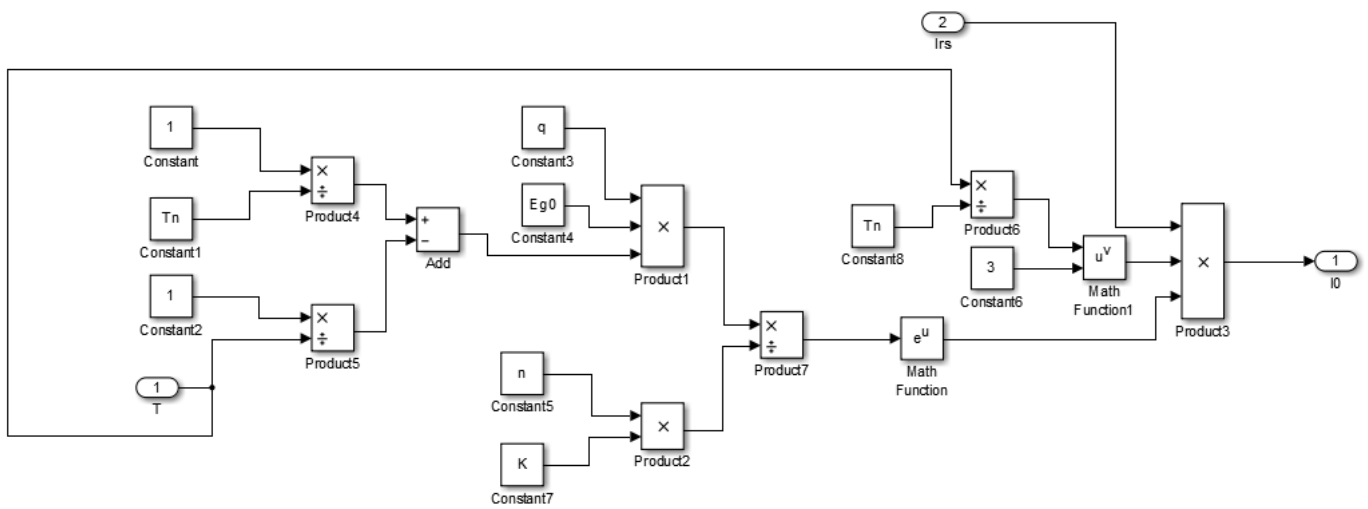 2
Irs
1
Constant
×
÷
Product4
Tn
Constant1
+
−
Add
1
Constant2
×
÷
Product5
1
T
q
Constant3
Eg0
Constant4
×
Product1
n
Constant5
K
Constant7
×
Product2
×
÷
Product7
e^u
Math
Function
Tn
Constant8
×
÷
Product6
3
Constant6
u^v
Math
Function1
×
Product3
1
I0